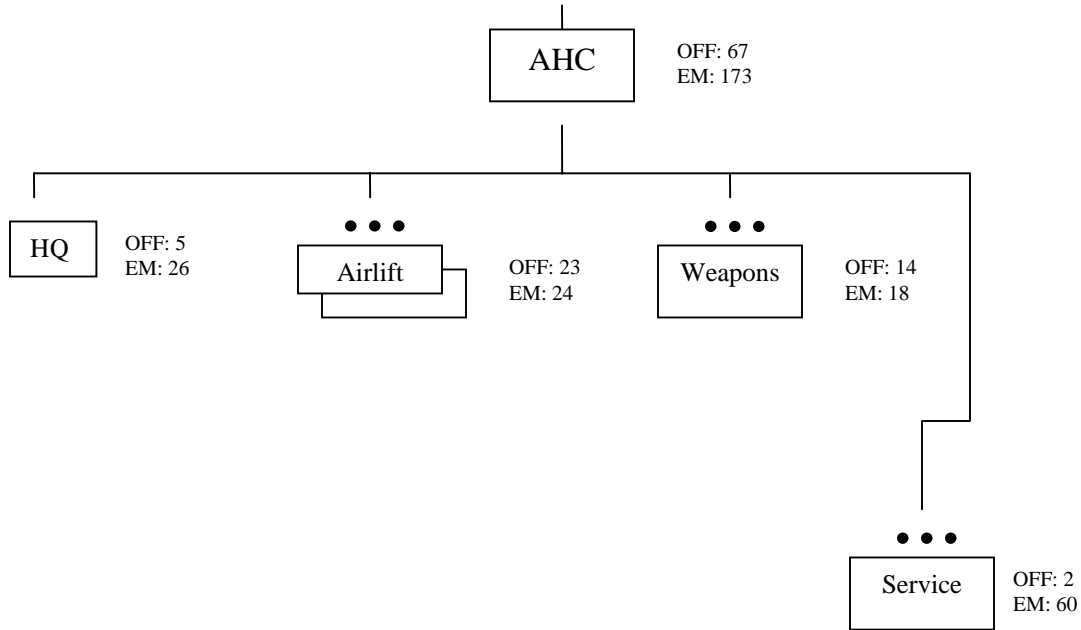 AHC
OFF: 67
EM: 173
HQ
OFF: 5
EM: 26
Airlift
OFF: 23
EM: 24
Weapons
OFF: 14
EM: 18
Service
OFF: 2
EM: 60